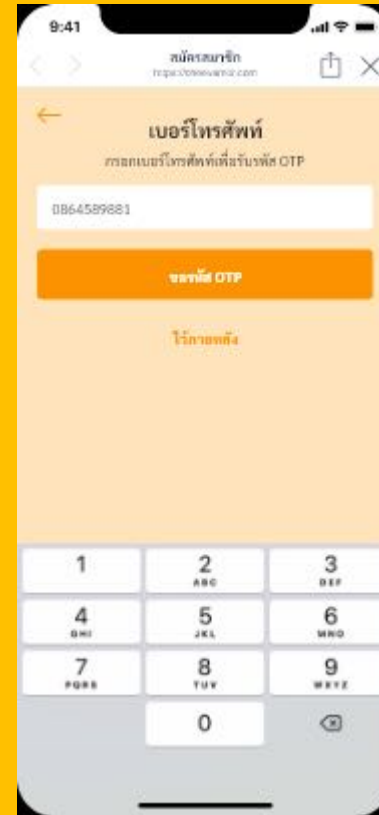 9:41
สมัครสมาชิก
เบอร์โทรศัพท์
กรอกเบอร์โทรศัพท์เพื่อรับรหัส OTP
0864589881
ขอรหัส OTP
ไว้ภายหลัง
1
2
ABC
3
DEF
4
GHI
5
JKL
6
MNO
7
PQRS
8
TUV
9
WXYZ
0